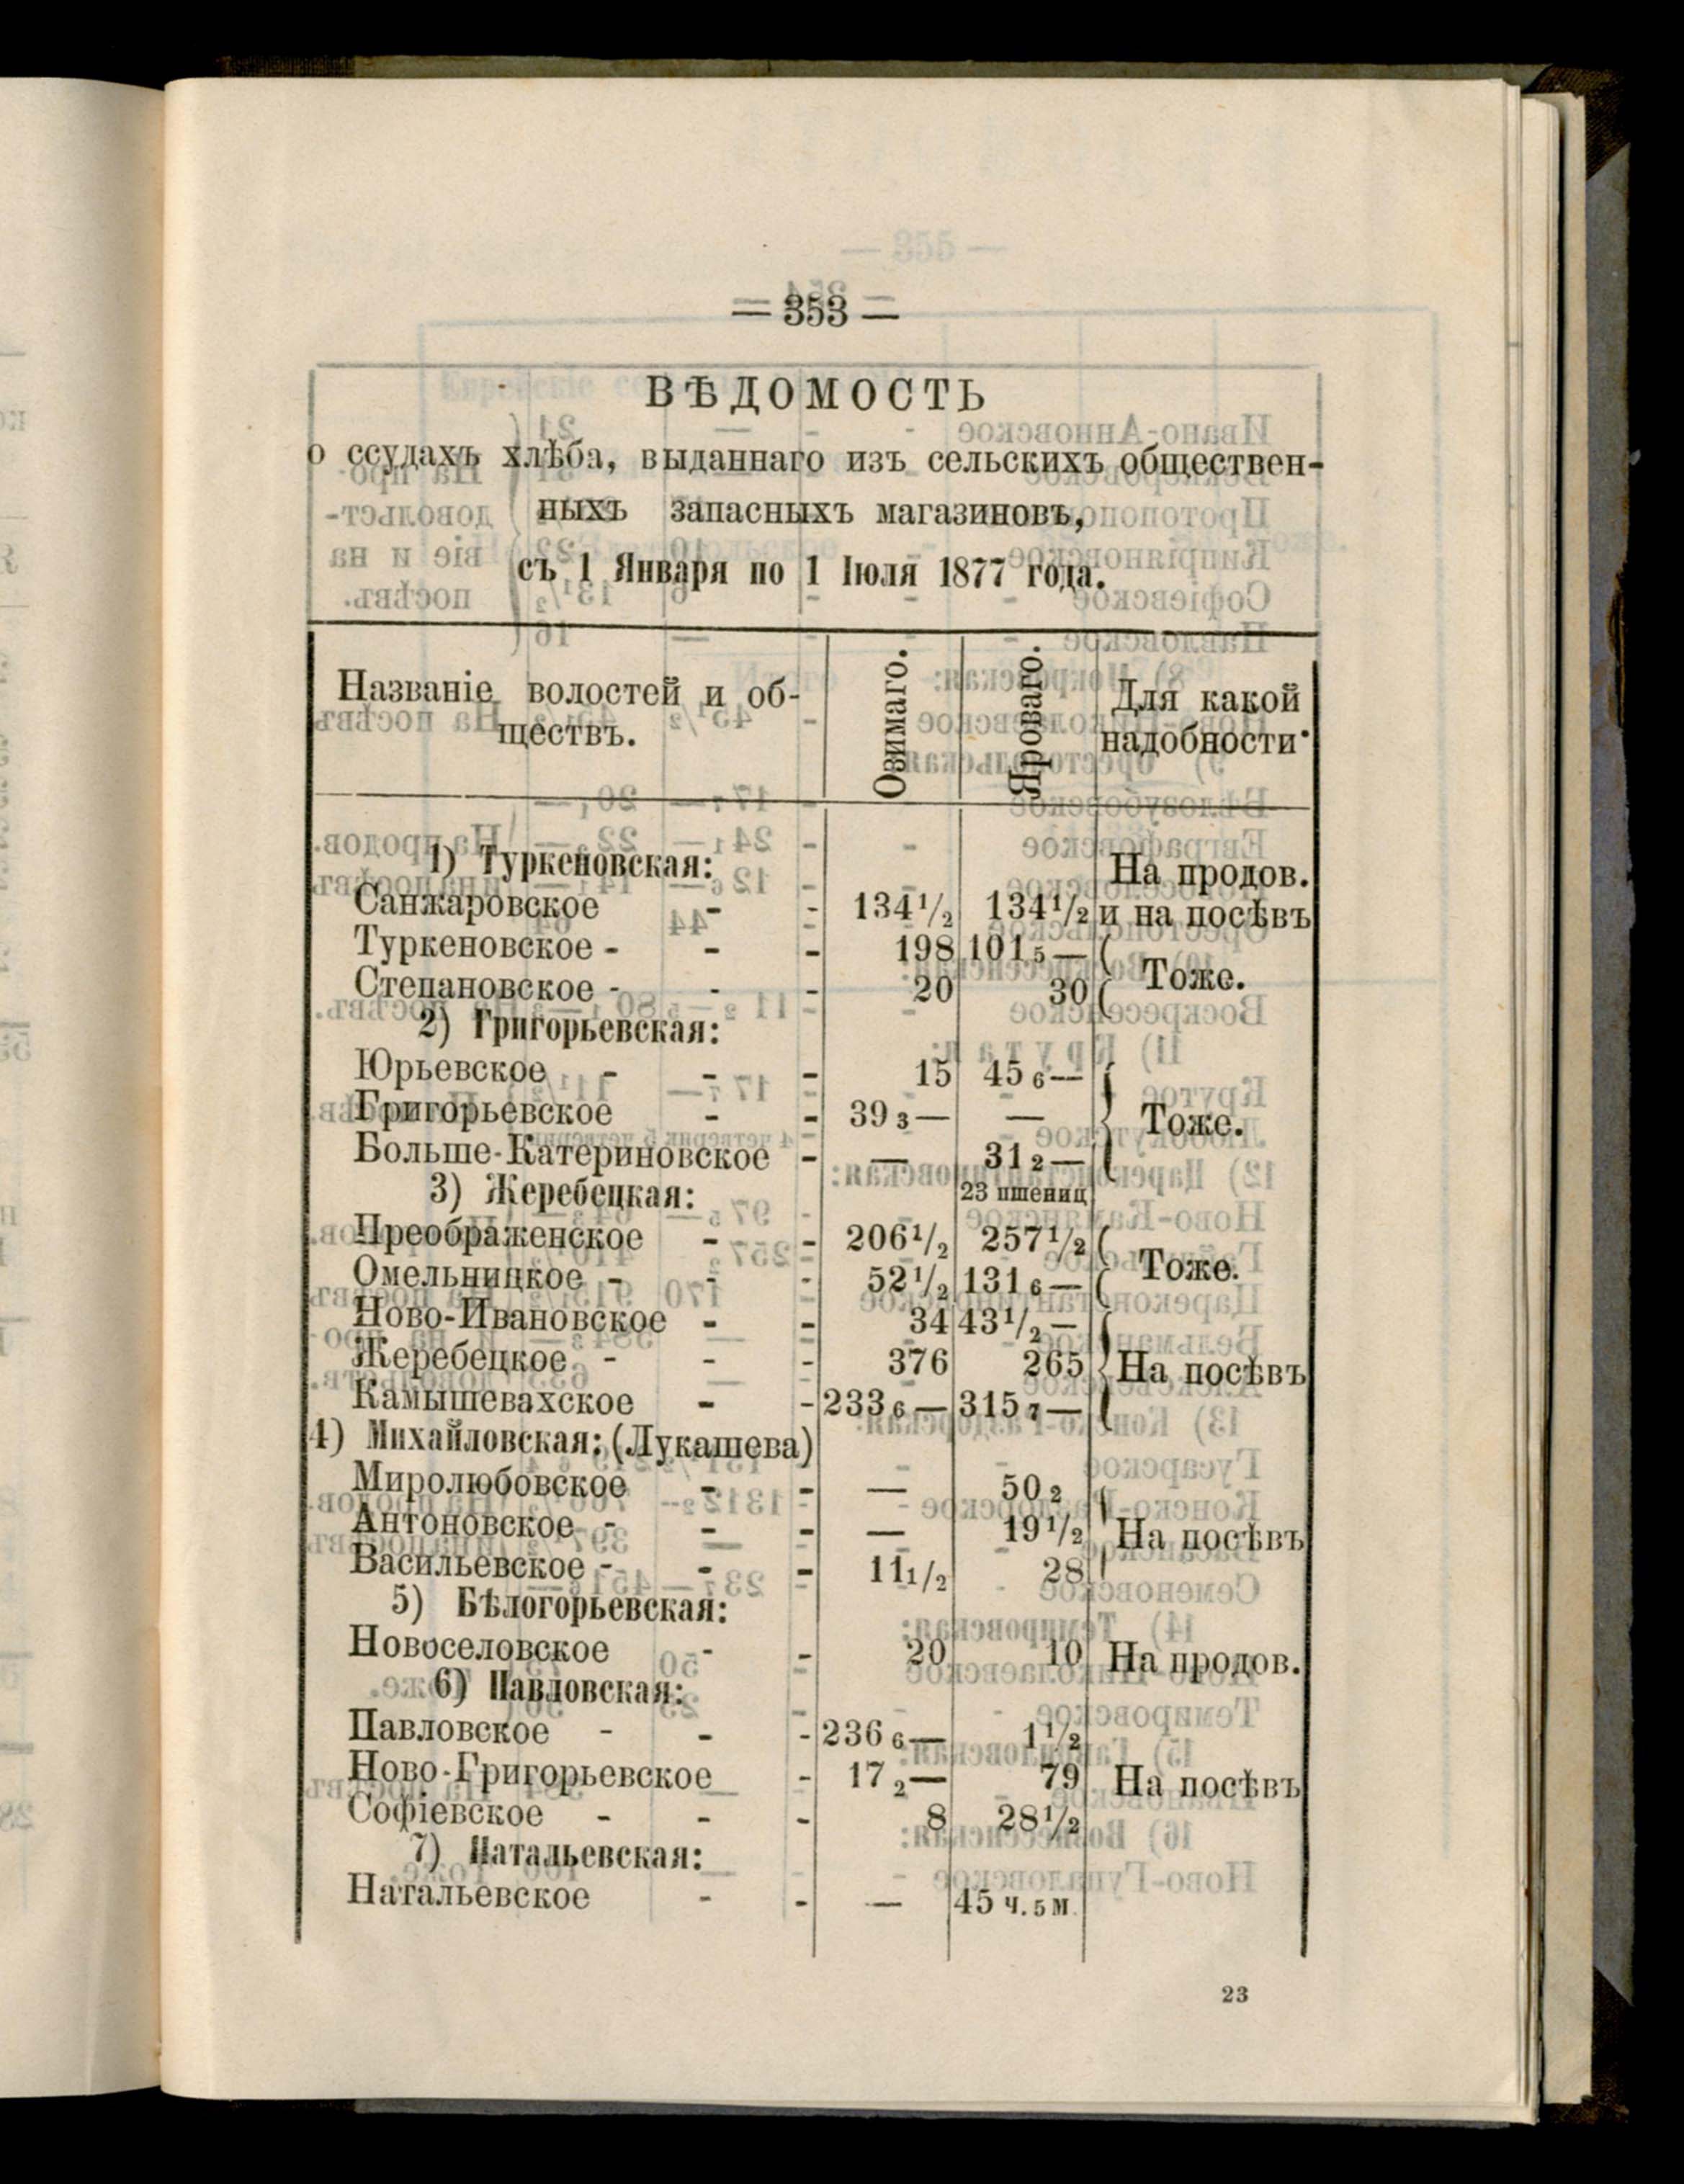 — 353 —
ВѢДОМОСТЬ
о ссудахъ хлѣба, выданнаго изъ сельскихъ обществен-
ныхъ запасныхъ магазиновъ,
съ 1 Января по 1 Іюля 1877 года.
Названіе волостей и об-
ществъ.
Озимаго.
Яроваго.
Для какой
надобности
1) Туркеновская:
На продов.
Санжаровское - - 134½ 134½ и на посѣвъ
Туркеновское - - - 198 101 5 —
Степановское - - - 20 30 Тоже.
2) Григорьевская:
Юрьевское - - - 15 45 6 —
Григорьевское - - 39 3 — — Тоже.
Больше-Катериновское - — 31 2 —
3) Жеребецкая: 23 пшениц
Преображенское - - 206½ 257½
Омельницкое - - - 52½ 131 6 — Тоже.
Ново-Ивановское - - 34 43½ —
Жеребецкое - - - 376 265 На посѣвъ
Камышевахское - - 233 6 — 315 7 —
4) Михайловская: (Лукашева)
Миролюбовское - - — 50 2
Антоновское - - - — 19½ На посѣвъ
Васильевское - - - 11½ 28
5) Бѣлогорьевская:
Новоселовское - - 20 10 На продов.
6) Павловская:
Павловское - - - 236 6 — 1½
Ново-Григорьевское - 17 2 — 79 На посѣвъ
Софіевское - - - 8 28½
7) Натальевская:
Натальевское - - — 45 ч. 5 м.
23